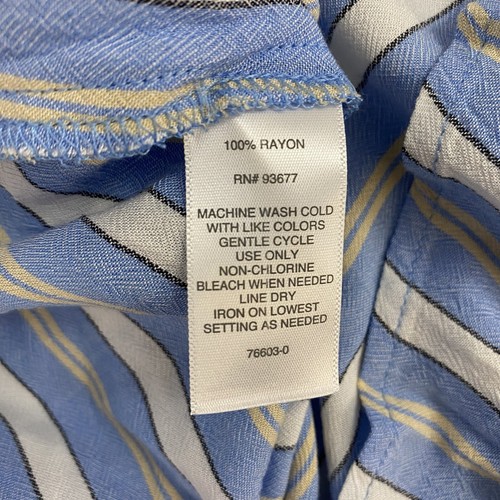 100% RAYON
RN# 93677
MACHINE WASH COLD
WITH LIKE COLORS
GENTLE CYCLE
USE ONLY
NON-CHLORINE
BLEACH WHEN NEEDED
LINE DRY
IRON ON LOWEST
SETTING AS NEEDED
76603-0